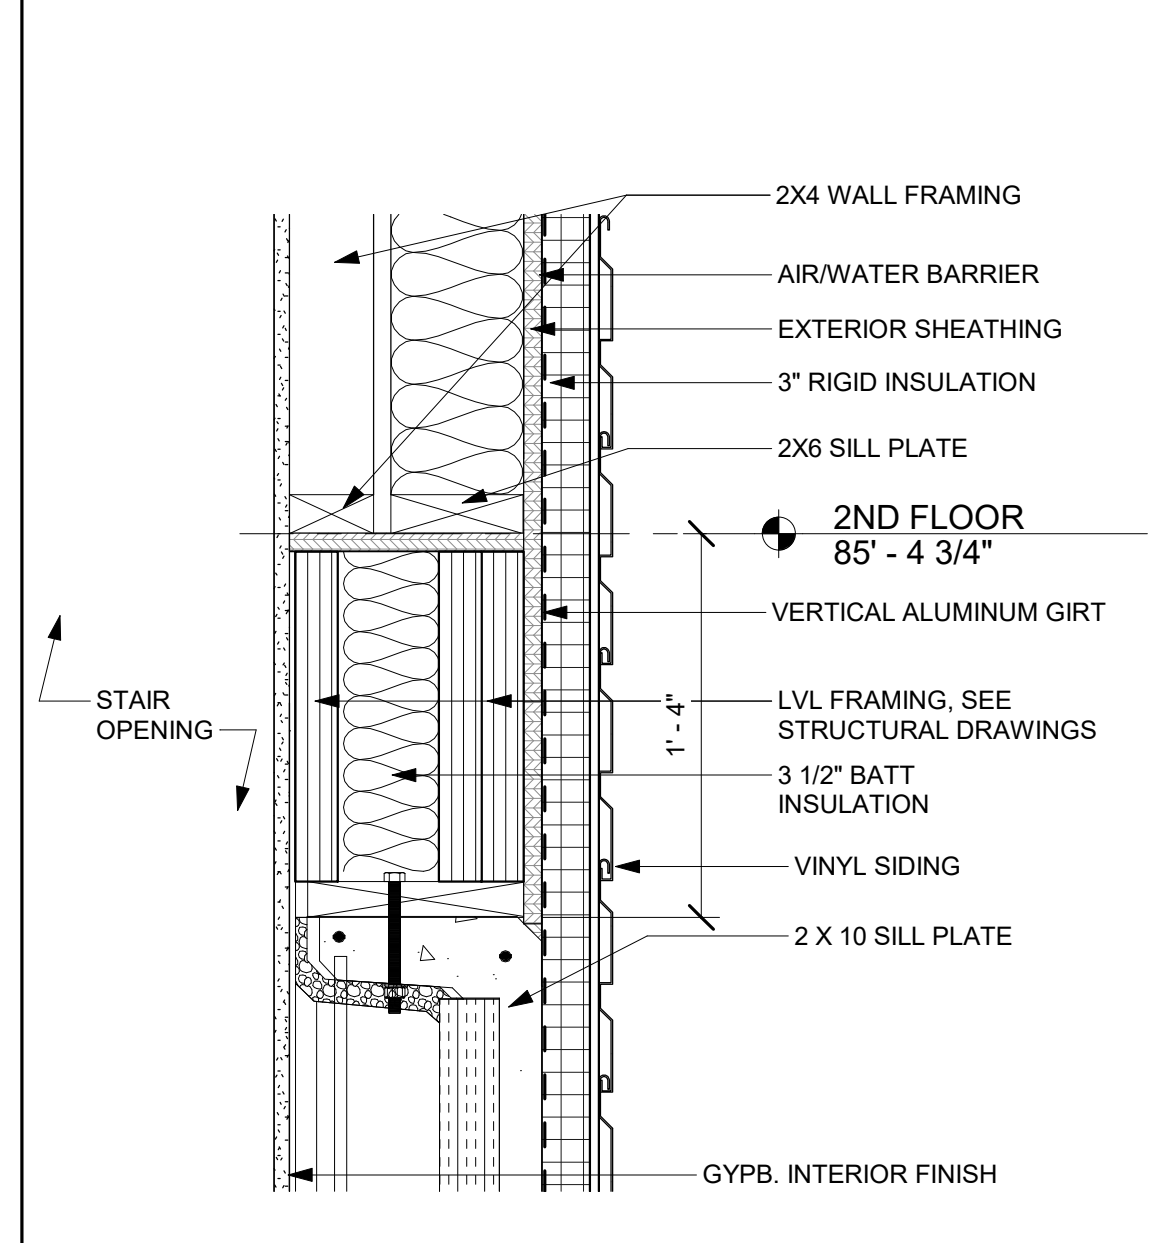 2X4 WALL FRAMING
AIR/WATER BARRIER
EXTERIOR SHEATHING
3" RIGID INSULATION
2X6 SILL PLATE
2ND FLOOR
85' - 4 3/4"
VERTICAL ALUMINUM GIRT
STAIR
OPENING
1' - 4"
LVL FRAMING, SEE
STRUCTURAL DRAWINGS
3 1/2" BATT
INSULATION
VINYL SIDING
2 X 10 SILL PLATE
GYPB. INTERIOR FINISH